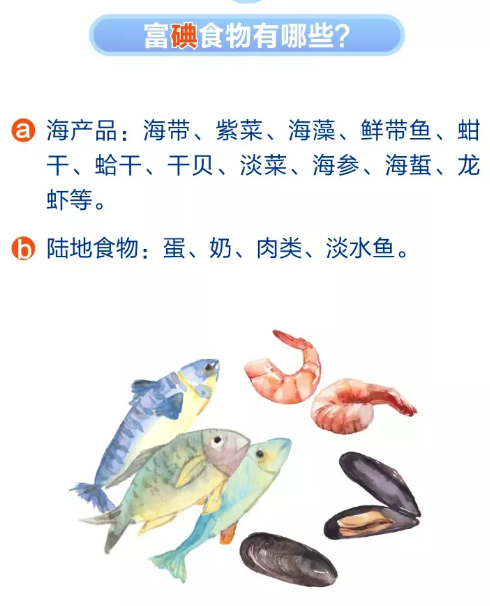 富碘食物有哪些?
a 海产品：海带、紫菜、海藻、鲜带鱼、蚶
干、蛤干、干贝、淡菜、海参、海蜇、龙
虾等。
b 陆地食物：蛋、奶、肉类、淡水鱼。